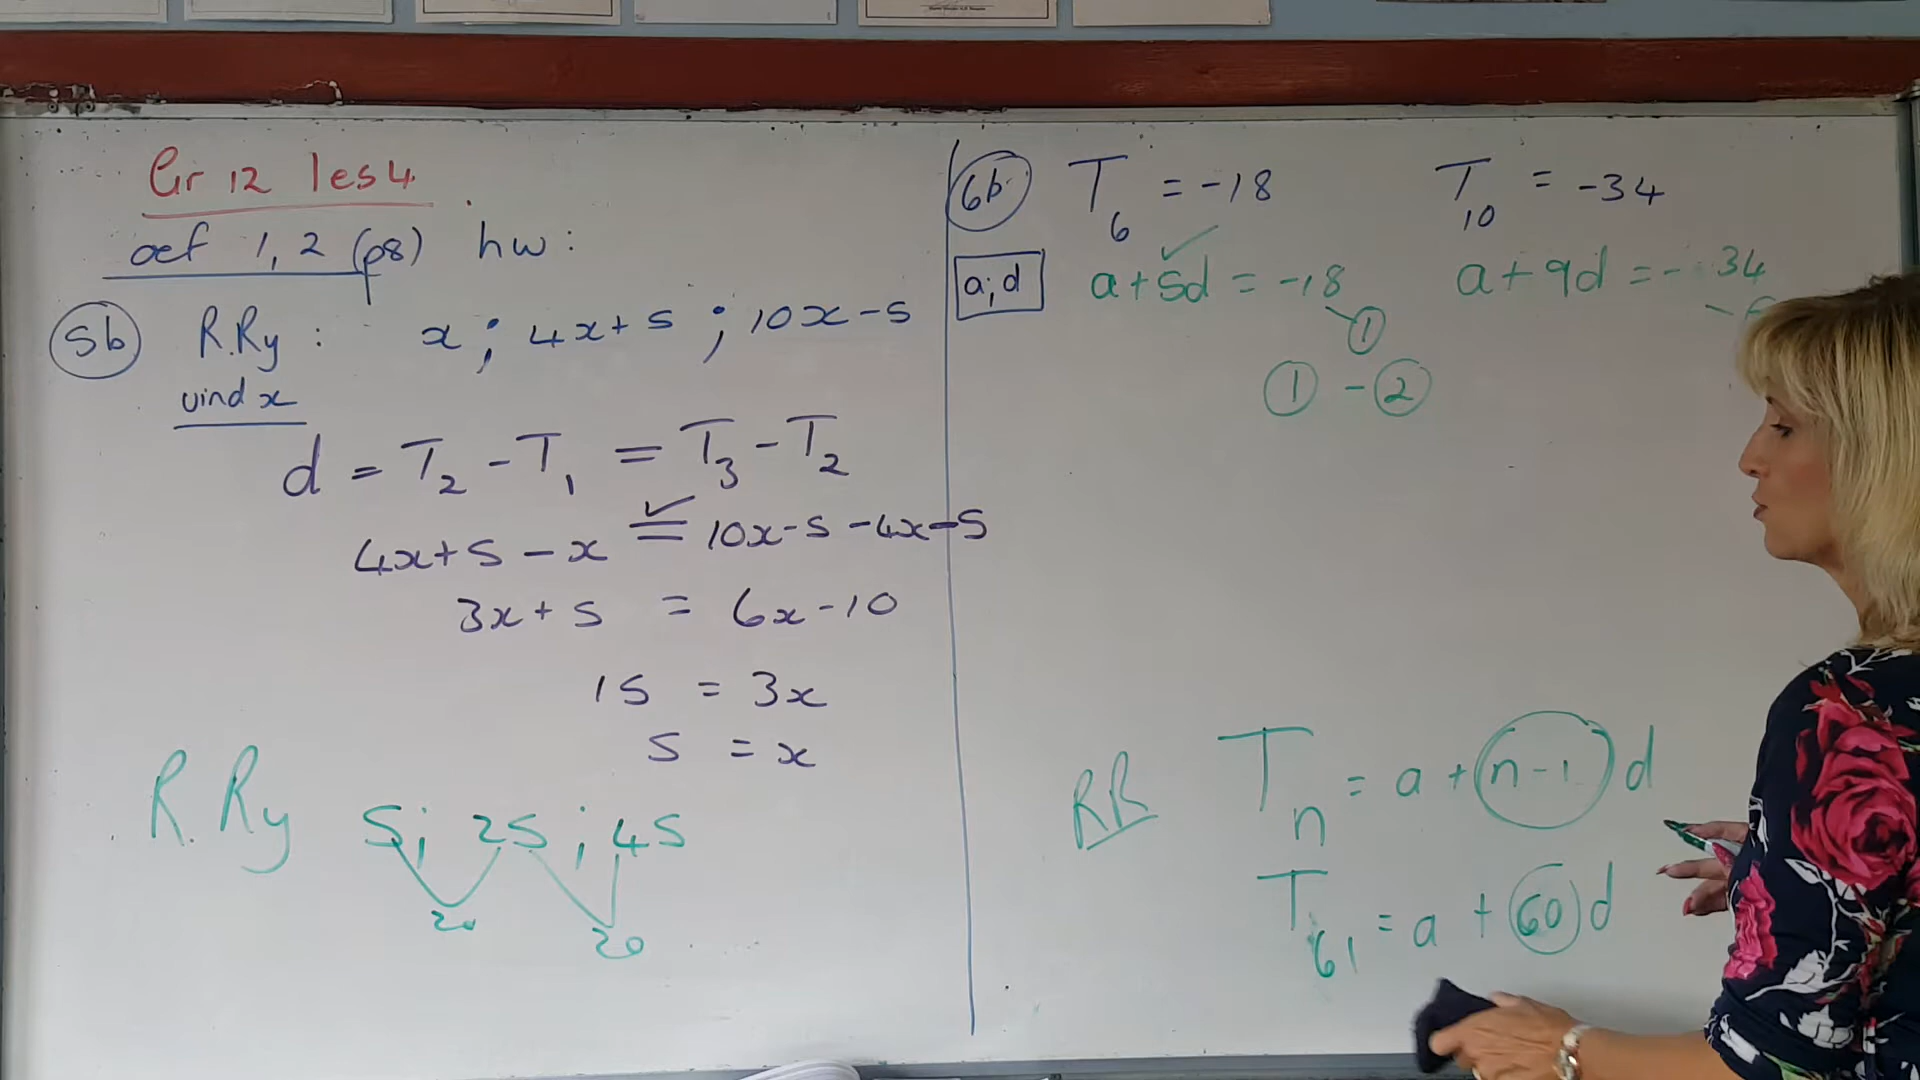 Gr 12 les 4
oef 1, 2 (p8) hw:
5b R.Ry: x; 4x+5; 10x-5
vind x
d = T₂ - T₁ = T₃ - T₂
4x+5-x = 10x-5-4x-5
3x+5 = 6x-10
15 = 3x
5 = x
R.Ry 5; 25; 45
20 20
6b T₆ = -18 T₁₀ = -34
a;d a+5d = -18 a+9d = -34
①
① - ②
RR Tₙ = a + (n-1)d
T₆₁ = a + 60d